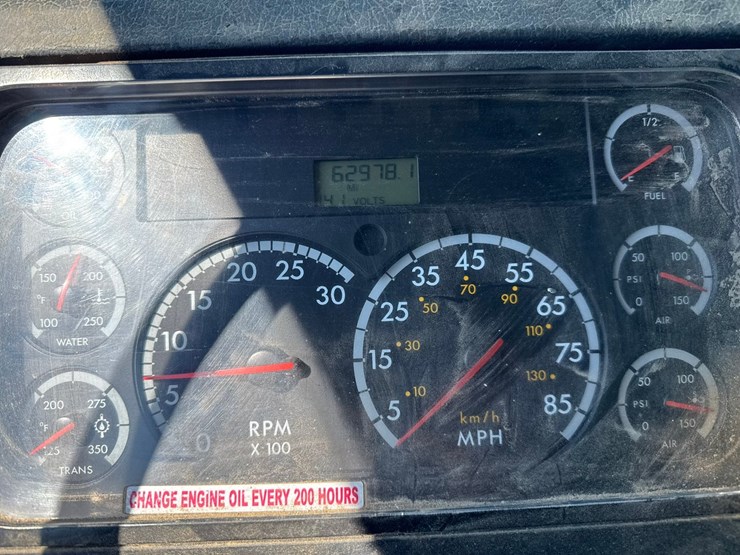 62978.1
MI
VOLTS
1/2
E F
FUEL
150 200
°F
100 250
WATER
200 275
°F
125 350
TRANS
0 5 10 15 20 25 30
RPM
X 100
5 15 25 35 45 55 65 75 85
10 30 50 70 90 110 130
km/h
MPH
50 100
PSI
0 150
AIR
50 100
PSI
0 150
AIR
CHANGE ENGINE OIL EVERY 200 HOURS